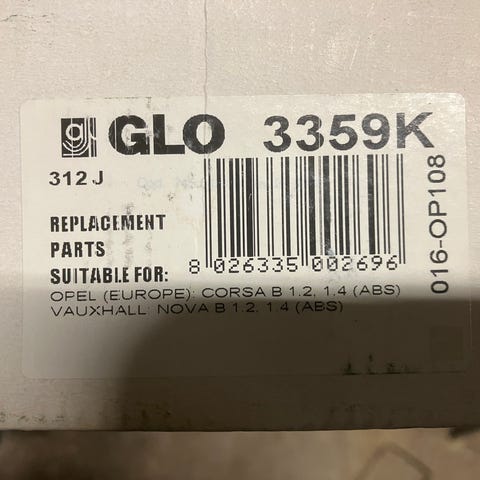 GLO 3359K
312 J
REPLACEMENT
PARTS
SUITABLE FOR:
8 026335 002696
016-OP108
OPEL (EUROPE): CORSA B 1.2, 1.4 (ABS)
VAUXHALL: NOVA B 1.2, 1.4 (ABS)